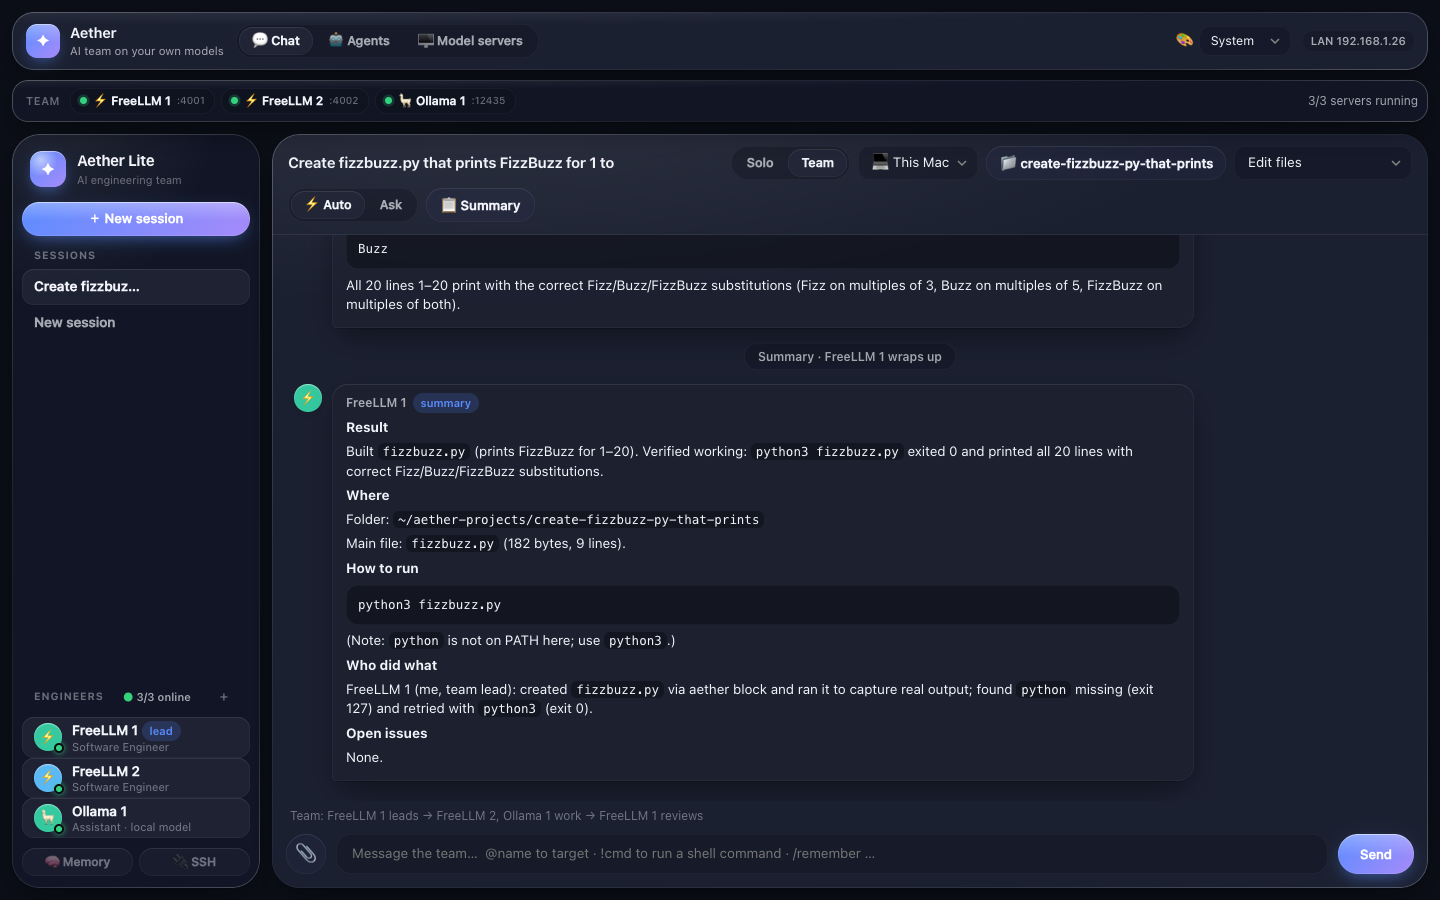 Aether
AI team on your own models
Chat
Agents
Model servers
System
LAN 192.168.1.26
TEAM
FreeLLM 1 :4001
FreeLLM 2 :4002
Ollama 1 :12435
3/3 servers running
Aether Lite
AI engineering team
+ New session
SESSIONS
Create fizzbuz...
New session
ENGINEERS
3/3 online
+
FreeLLM 1 lead
Software Engineer
FreeLLM 2
Software Engineer
Ollama 1
Assistant · local model
Memory
SSH
Create fizzbuzz.py that prints FizzBuzz for 1 to
Solo
Team
This Mac
create-fizzbuzz-py-that-prints
Edit files
Auto
Ask
Summary
Buzz
All 20 lines 1–20 print with the correct Fizz/Buzz/FizzBuzz substitutions (Fizz on multiples of 3, Buzz on multiples of 5, FizzBuzz on
multiples of both).
Summary · FreeLLM 1 wraps up
FreeLLM 1 summary
Result
Built fizzbuzz.py (prints FizzBuzz for 1–20). Verified working: python3 fizzbuzz.py exited 0 and printed all 20 lines with
correct Fizz/Buzz/FizzBuzz substitutions.
Where
Folder: ~/aether-projects/create-fizzbuzz-py-that-prints
Main file: fizzbuzz.py (182 bytes, 9 lines).
How to run
python3 fizzbuzz.py
(Note: python is not on PATH here; use python3.)
Who did what
FreeLLM 1 (me, team lead): created fizzbuzz.py via aether block and ran it to capture real output; found python missing (exit
127) and retried with python3 (exit 0).
Open issues
None.
Team: FreeLLM 1 leads → FreeLLM 2, Ollama 1 work → FreeLLM 1 reviews
Message the team... @name to target · !cmd to run a shell command · /remember ...
Send